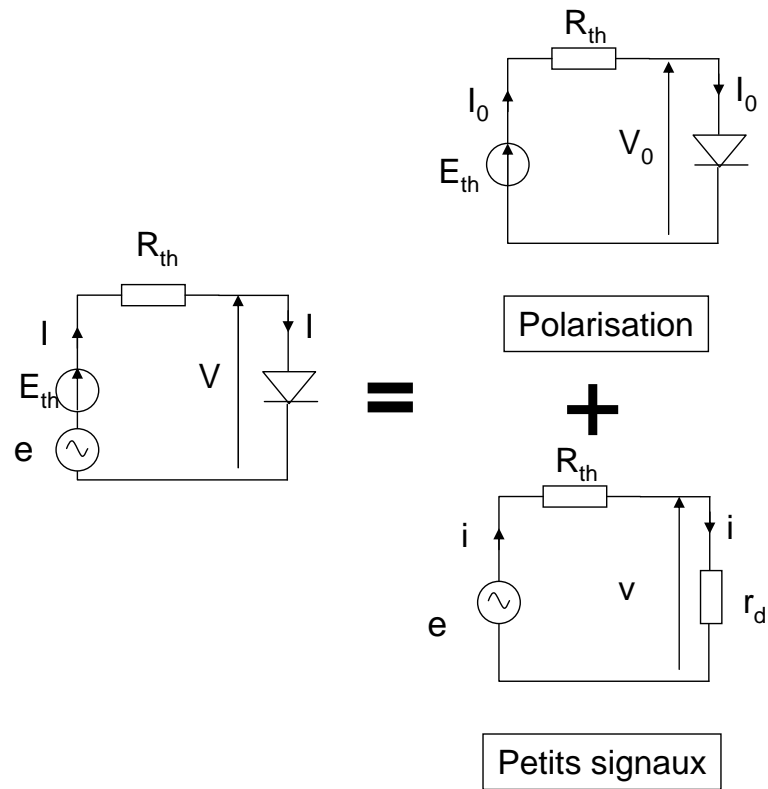 R_th
I
I
V
E_th
e
=
R_th
I_0
I_0
V_0
E_th
Polarisation
+
R_th
i
i
v
e
r_d
Petits signaux